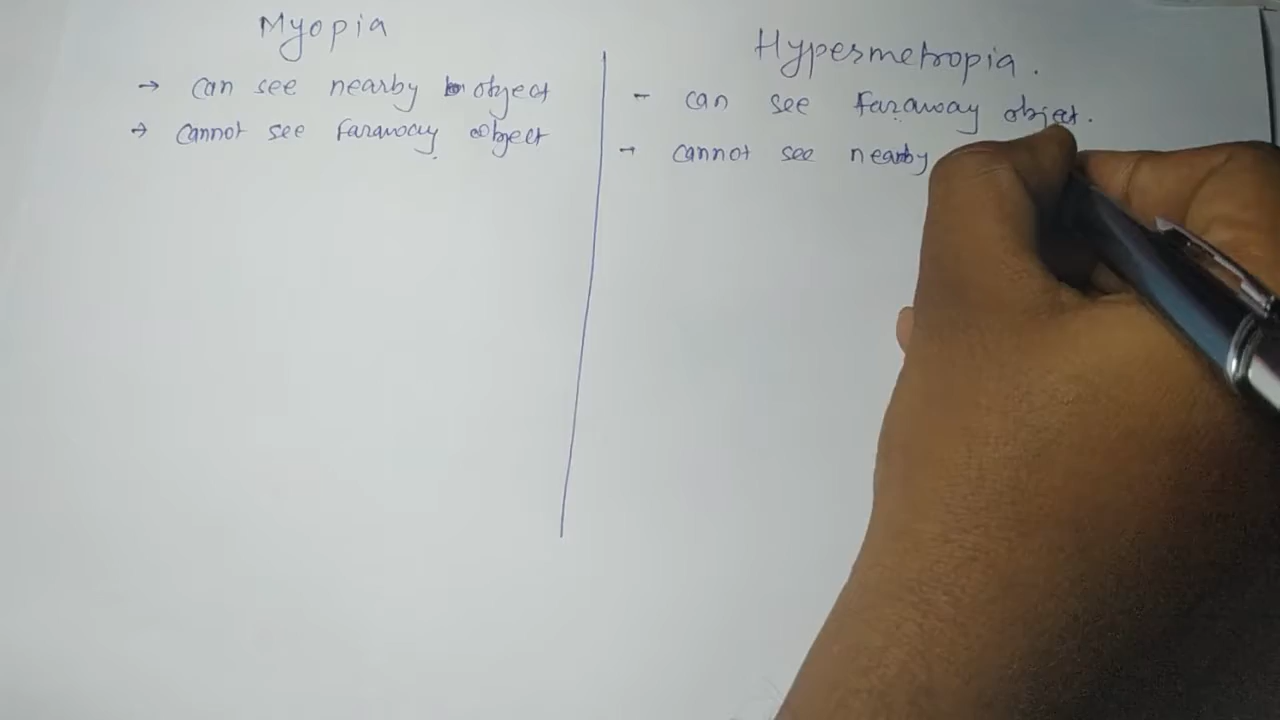 Myopia
→ can see nearby object
→ cannot see faraway object
Hypermetropia.
- can see faraway object.
→ cannot see nearby